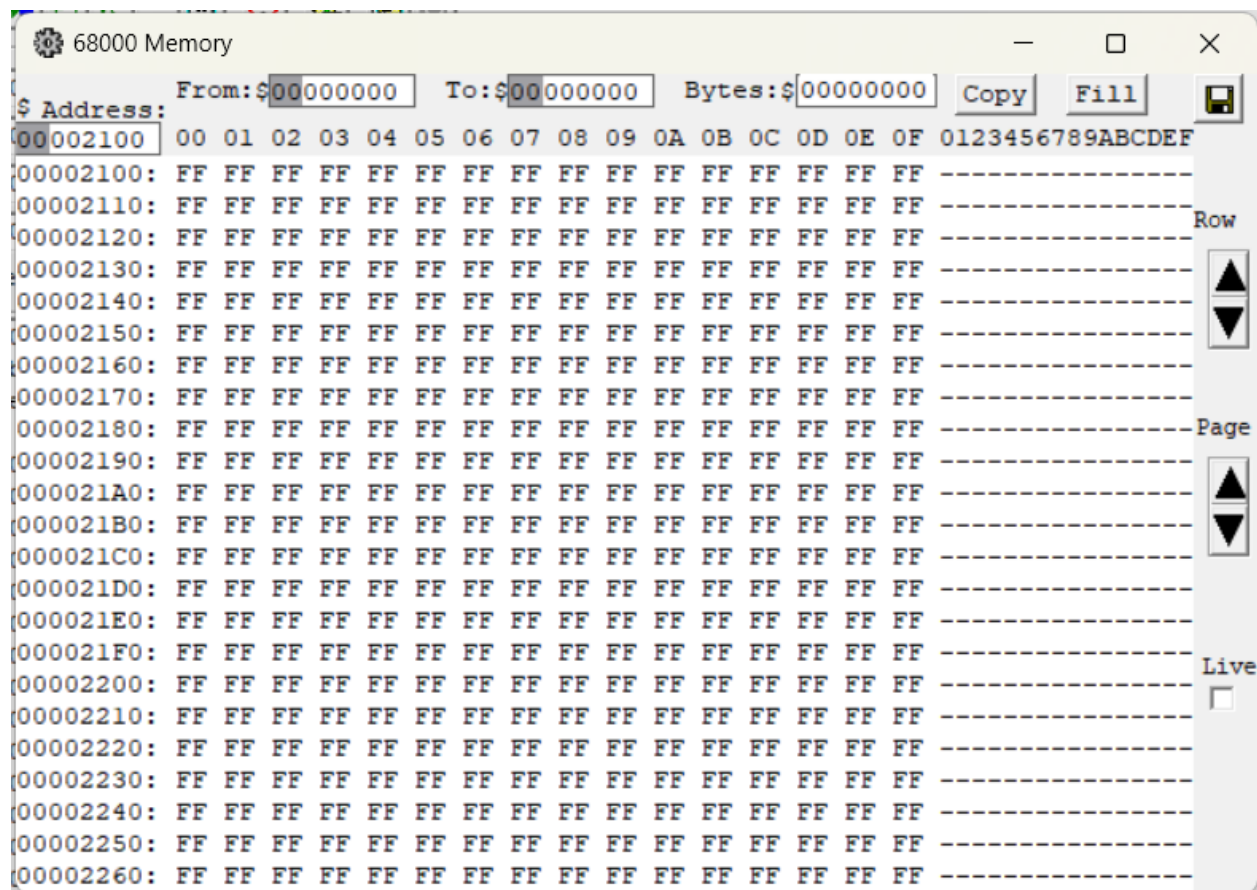 68000 Memory
From:$00000000 To:$00000000 Bytes:$00000000 Copy Fill
$ Address:
00002100 00 01 02 03 04 05 06 07 08 09 0A 0B 0C 0D 0E 0F 0123456789ABCDEF
00002100: FF FF FF FF FF FF FF FF FF FF FF FF FF FF FF FF ----------------
00002110: FF FF FF FF FF FF FF FF FF FF FF FF FF FF FF FF ----------------
Row
00002120: FF FF FF FF FF FF FF FF FF FF FF FF FF FF FF FF ----------------
00002130: FF FF FF FF FF FF FF FF FF FF FF FF FF FF FF FF ----------------
00002140: FF FF FF FF FF FF FF FF FF FF FF FF FF FF FF FF ----------------
00002150: FF FF FF FF FF FF FF FF FF FF FF FF FF FF FF FF ----------------
00002160: FF FF FF FF FF FF FF FF FF FF FF FF FF FF FF FF ----------------
00002170: FF FF FF FF FF FF FF FF FF FF FF FF FF FF FF FF ----------------
00002180: FF FF FF FF FF FF FF FF FF FF FF FF FF FF FF FF ---------------- Page
00002190: FF FF FF FF FF FF FF FF FF FF FF FF FF FF FF FF ----------------
000021A0: FF FF FF FF FF FF FF FF FF FF FF FF FF FF FF FF ----------------
000021B0: FF FF FF FF FF FF FF FF FF FF FF FF FF FF FF FF ----------------
000021C0: FF FF FF FF FF FF FF FF FF FF FF FF FF FF FF FF ----------------
000021D0: FF FF FF FF FF FF FF FF FF FF FF FF FF FF FF FF ----------------
000021E0: FF FF FF FF FF FF FF FF FF FF FF FF FF FF FF FF ----------------
000021F0: FF FF FF FF FF FF FF FF FF FF FF FF FF FF FF FF ----------------
Live
00002200: FF FF FF FF FF FF FF FF FF FF FF FF FF FF FF FF ----------------
00002210: FF FF FF FF FF FF FF FF FF FF FF FF FF FF FF FF ----------------
00002220: FF FF FF FF FF FF FF FF FF FF FF FF FF FF FF FF ----------------
00002230: FF FF FF FF FF FF FF FF FF FF FF FF FF FF FF FF ----------------
00002240: FF FF FF FF FF FF FF FF FF FF FF FF FF FF FF FF ----------------
00002250: FF FF FF FF FF FF FF FF FF FF FF FF FF FF FF FF ----------------
00002260: FF FF FF FF FF FF FF FF FF FF FF FF FF FF FF FF ----------------